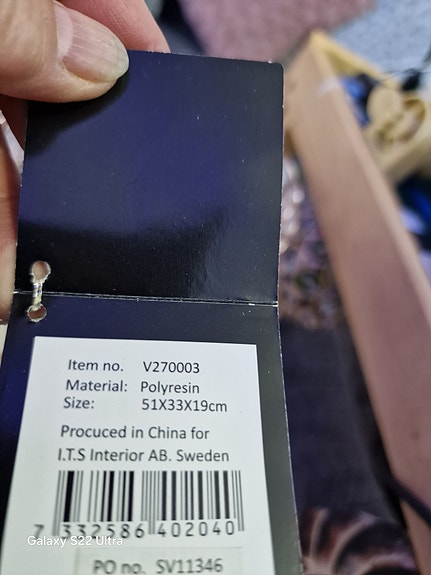 Item no. V270003
Material: Polyresin
Size: 51X33X19cm
Procuced in China for
I.T.S Interior AB. Sweden
7 332586 402040
Galaxy S22 Ultra
PO no. SV11346